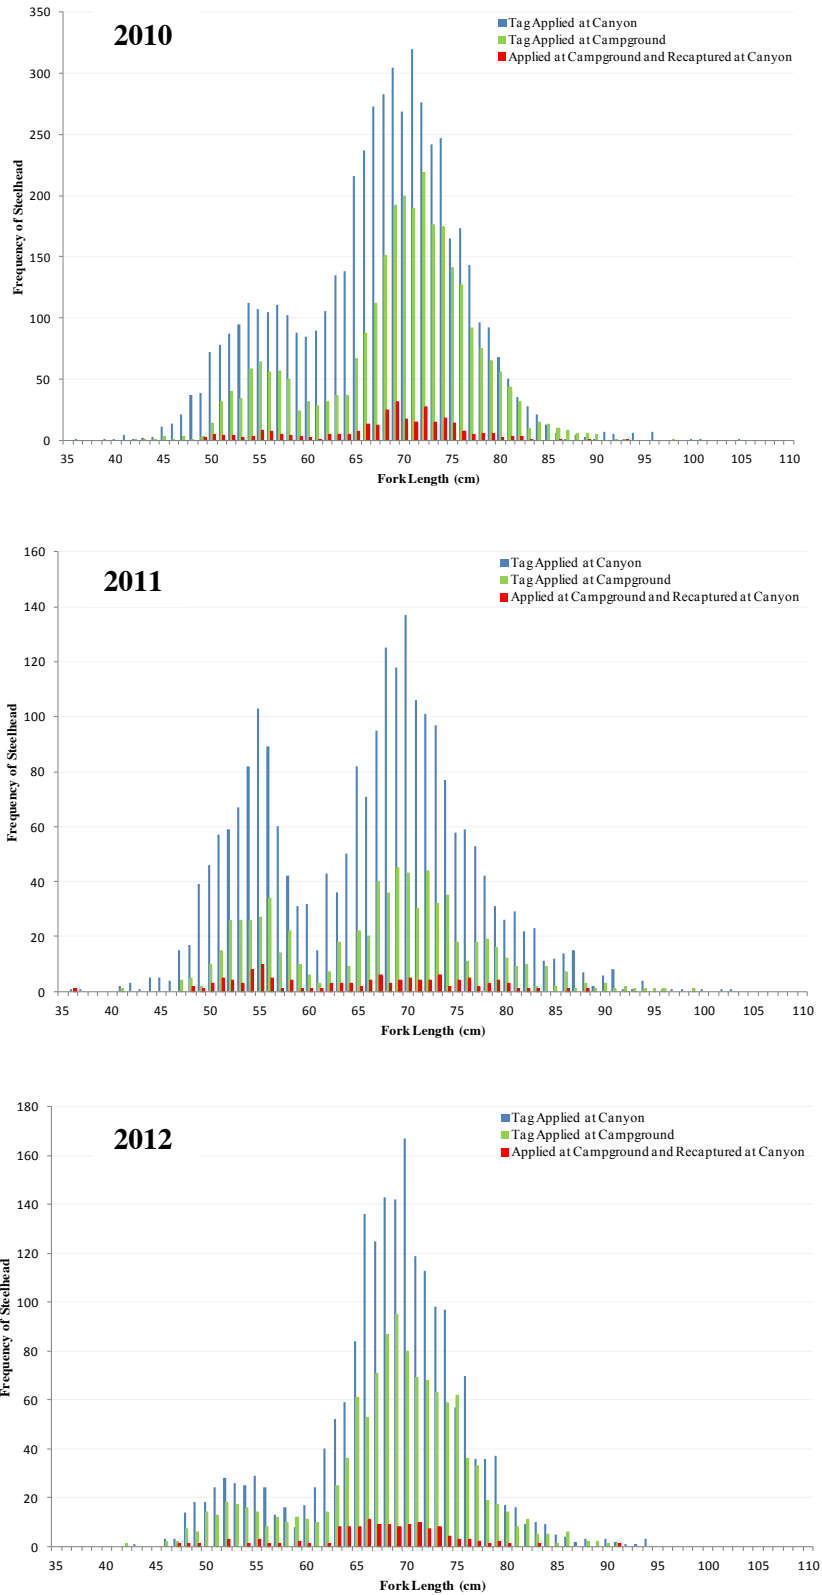 2010
Tag Applied at Canyon
Tag Applied at Campground
Applied at Campground and Recaptured at Canyon
Frequency of Steelhead
350
300
250
200
150
100
50
0
35 40 45 50 55 60 65 70 75 80 85 90 95 100 105 110
Fork Length (cm)
2011
Tag Applied at Canyon
Tag Applied at Campground
Applied at Campground and Recaptured at Canyon
Frequency of Steelhead
160
140
120
100
80
60
40
20
0
35 40 45 50 55 60 65 70 75 80 85 90 95 100 105 110
Fork Length (cm)
2012
Tag Applied at Canyon
Tag Applied at Campground
Applied at Campground and Recaptured at Canyon
Frequency of Steelhead
180
160
140
120
100
80
60
40
20
0
35 40 45 50 55 60 65 70 75 80 85 90 95 100 105 110
Fork Length (cm)